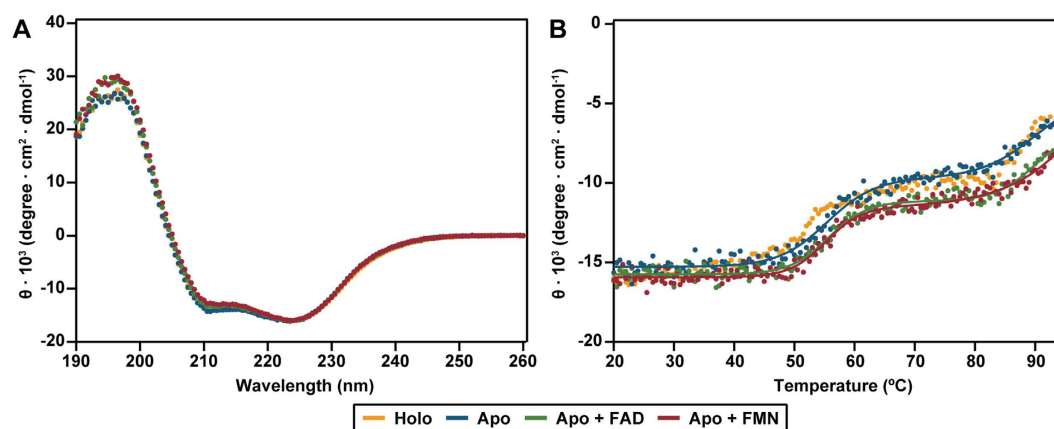 A
θ · 10³ (degree · cm² · dmol⁻¹)
40
30
20
10
0
-10
-20
190 200 210 220 230 240 250 260
Wavelength (nm)
B
θ · 10³ (degree · cm² · dmol⁻¹)
0
-5
-10
-15
-20
20 30 40 50 60 70 80 90
Temperature (ºC)
Holo Apo Apo + FAD Apo + FMN